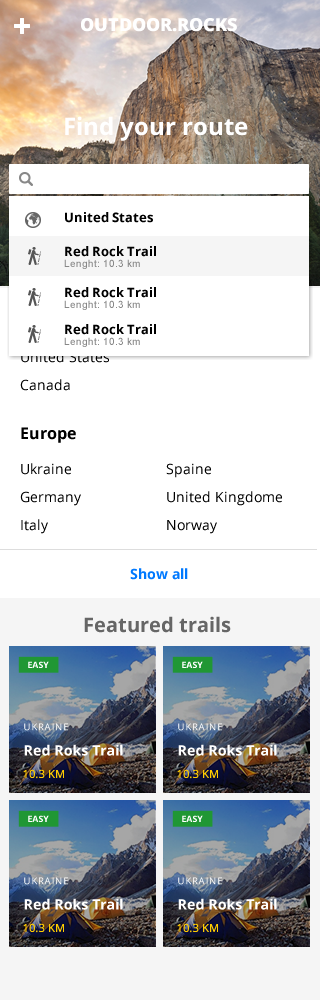 OUTDOOR.ROCKS
Find your route
United States
Red Rock Trail
Lenght: 10.3 km
Red Rock Trail
Lenght: 10.3 km
Red Rock Trail
Lenght: 10.3 km
United States
Canada
Europe
Ukraine Spaine
Germany United Kingdome
Italy Norway
Show all
Featured trails
EASY EASY
UKRAINE UKRAINE
Red Roks Trail Red Roks Trail
10.3 KM 10.3 KM
EASY EASY
UKRAINE UKRAINE
Red Roks Trail Red Roks Trail
10.3 KM 10.3 KM